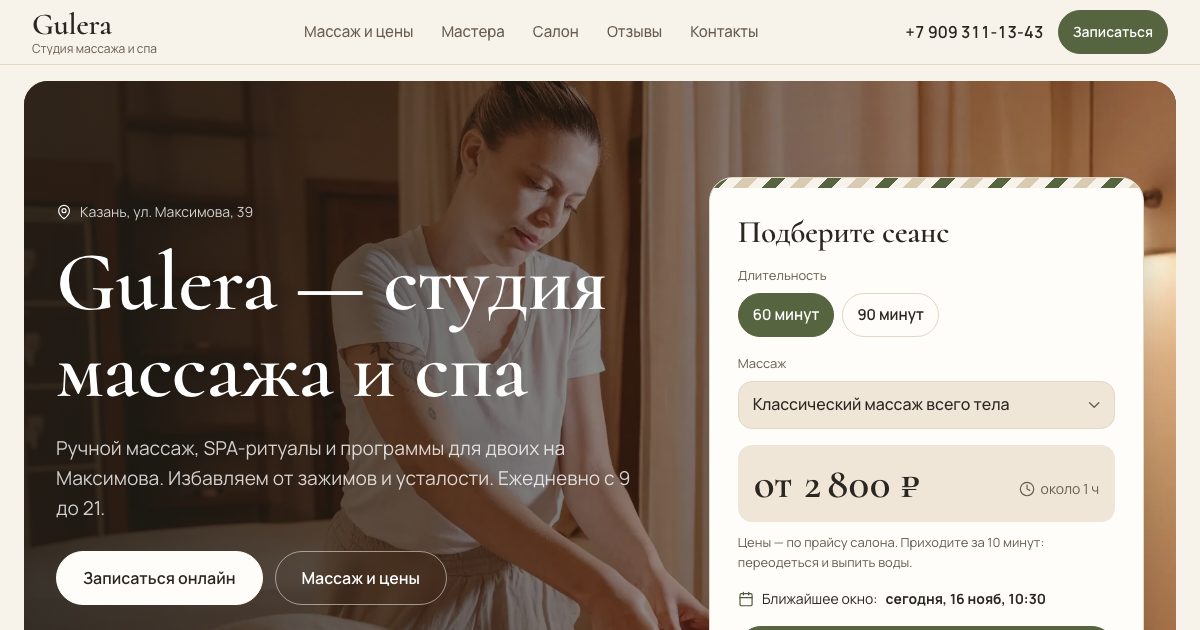 Gulera
Студия массажа и спа
Массаж и цены
Мастера
Салон
Отзывы
Контакты
+7 909 311-13-43
Записаться
Казань, ул. Максимова, 39
Gulera — студия
массажа и спа
Ручной массаж, SPA-ритуалы и программы для двоих на
Максимова. Избавляем от зажимов и усталости. Ежедневно с 9
до 21.
Записаться онлайн
Массаж и цены
Подберите сеанс
Длительность
60 минут
90 минут
Массаж
Классический массаж всего тела
от 2 800 ₽
около 1 ч
Цены — по прайсу салона. Приходите за 10 минут:
переодеться и выпить воды.
Ближайшее окно: сегодня, 16 нояб, 10:30